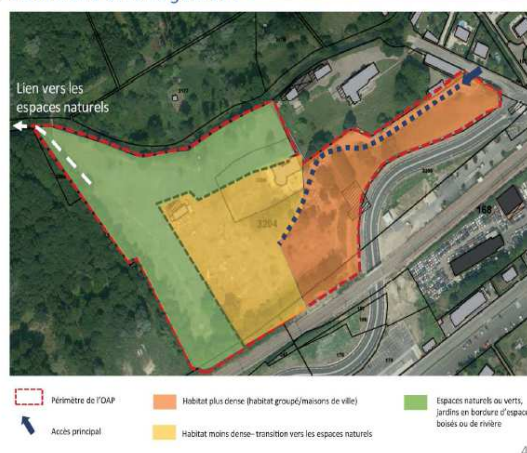 Lien vers les
espaces naturels
3204
168
Périmètre de l'OAP
Accès principal
Habitat plus dense (habitat groupé/maisons de ville)
Habitat moins dense– transition vers les espaces naturels
Espaces naturels ou verts,
jardins en bordure d'espace
boisés ou de rivière